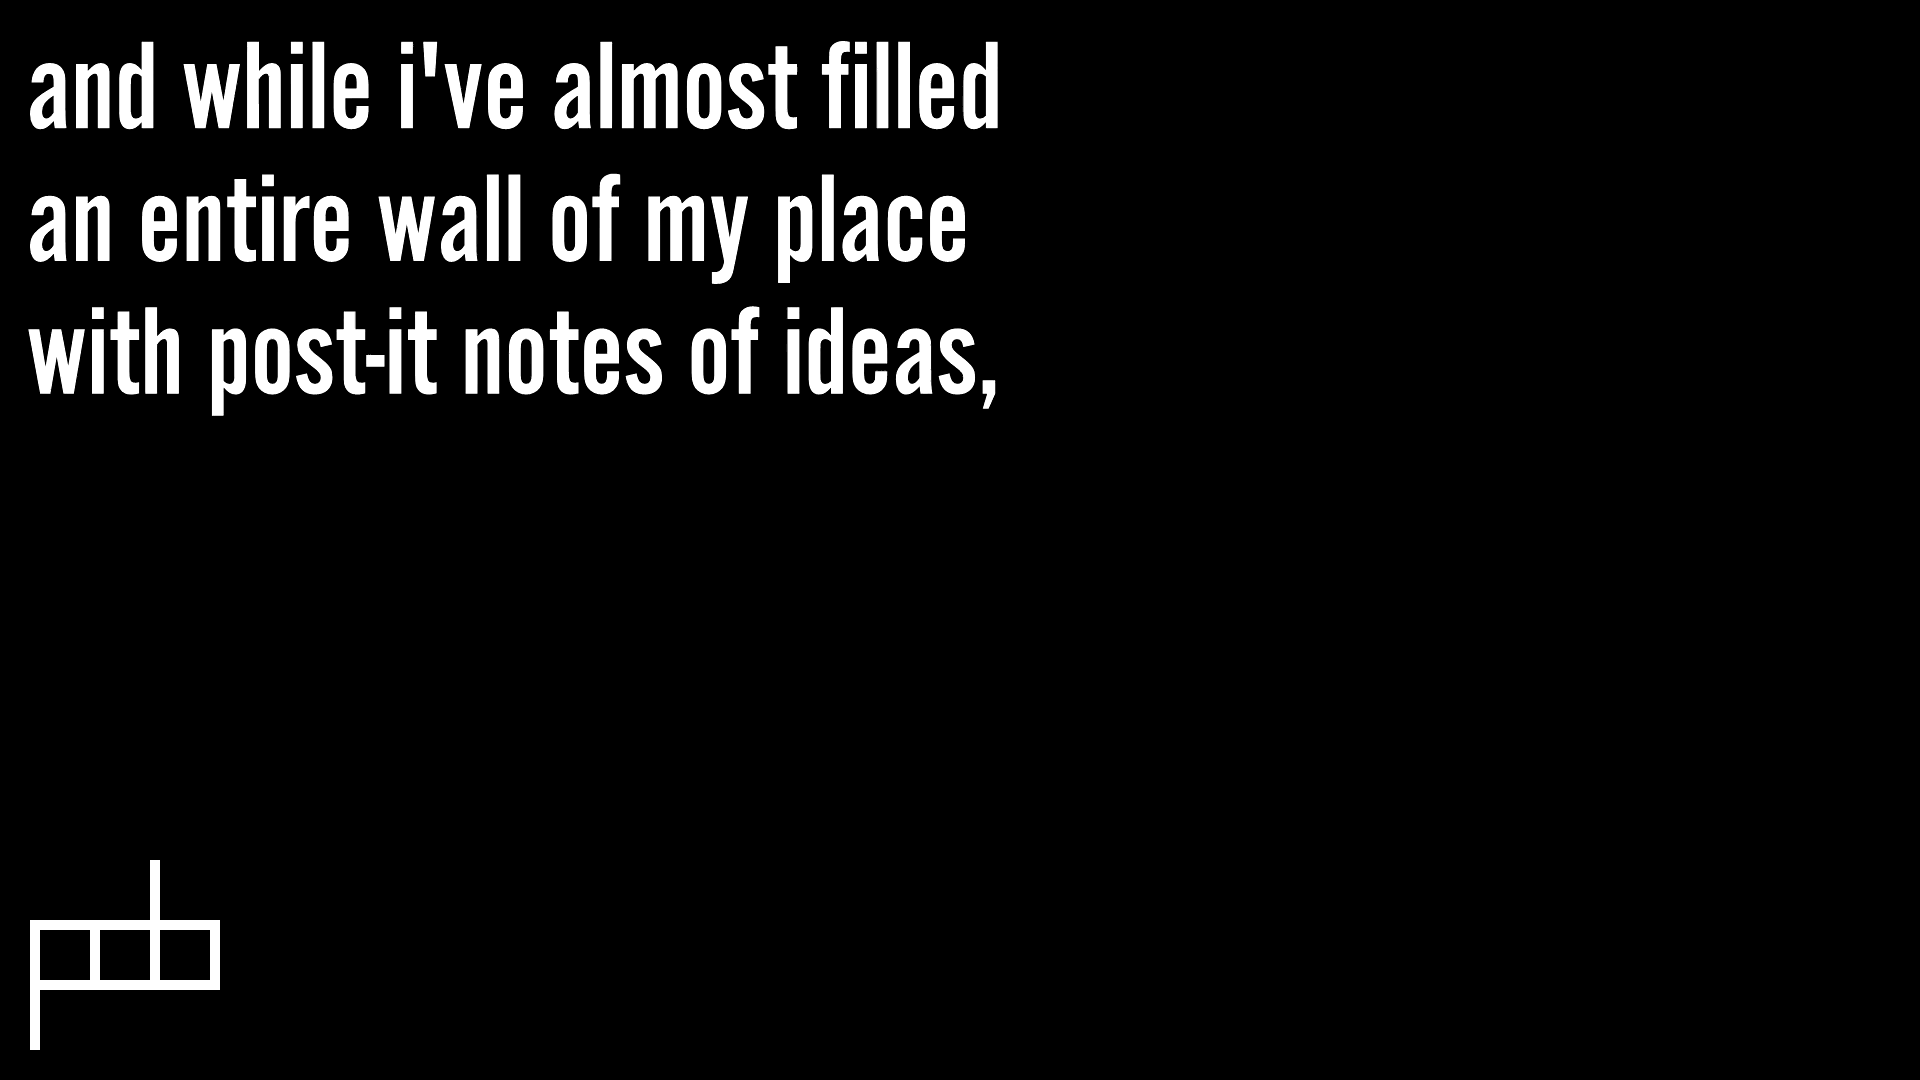 and while i've almost filled
an entire wall of my place
with post-it notes of ideas,